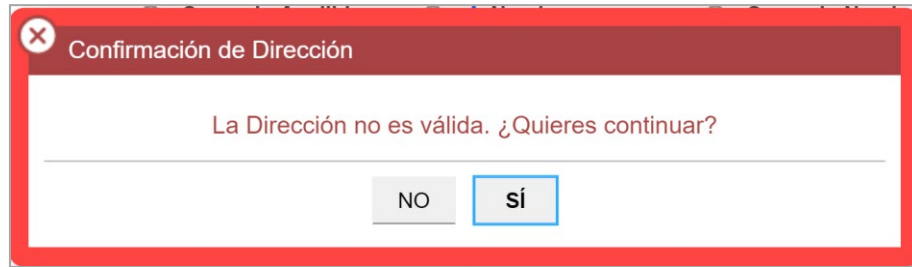 Confirmación de Dirección
La Dirección no es válida. ¿Quieres continuar?
NO SÍ